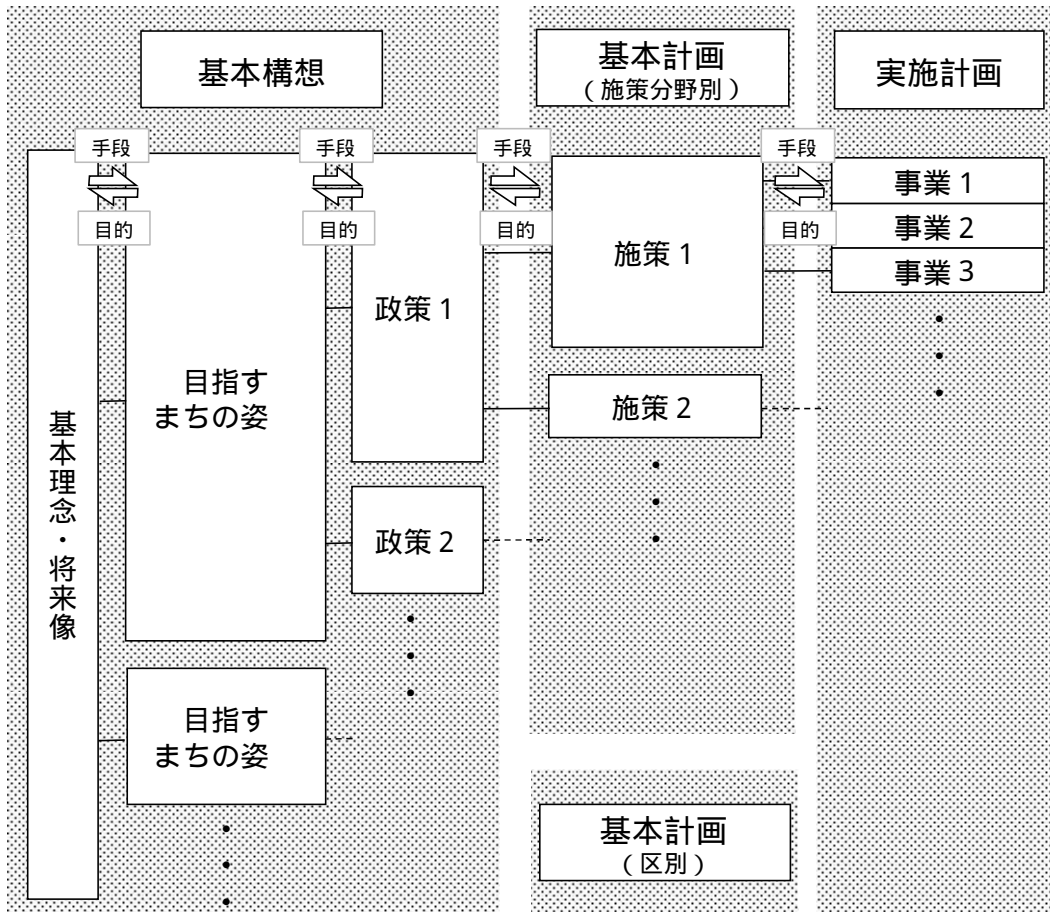 基本構想
基本計画
（施策分野別）
実施計画
手段
手段
手段
手段
目的
目的
目的
目的
基本理念・将来像
目指す
まちの姿
政策1
施策1
事業1
事業2
事業3
施策2
政策2
目指す
まちの姿
基本計画
（区別）